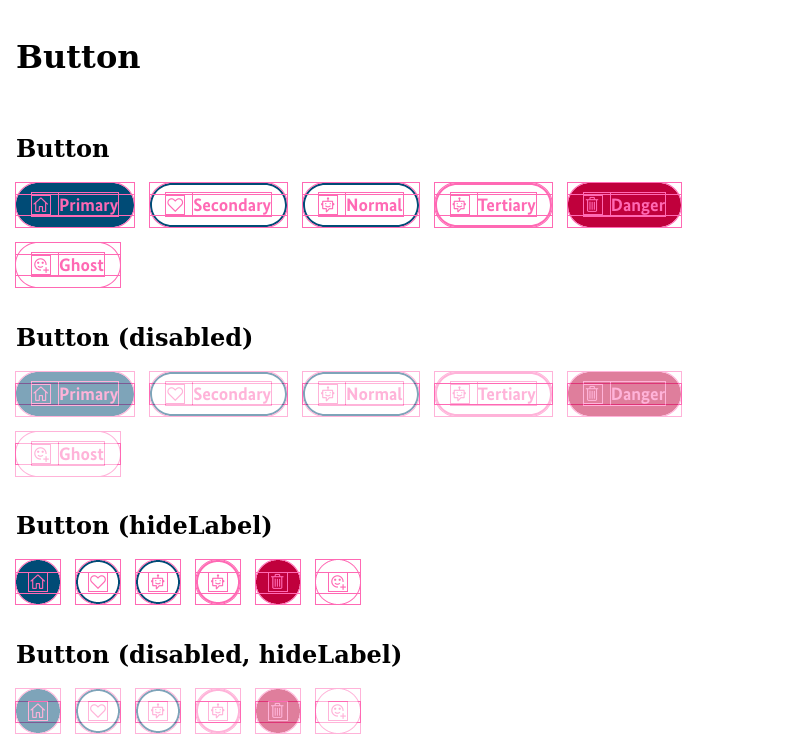 Button
Button
Primary Secondary Normal Tertiary Danger
Ghost
Button (disabled)
Primary Secondary Normal Tertiary Danger
Ghost
Button (hideLabel)
Button (disabled, hideLabel)